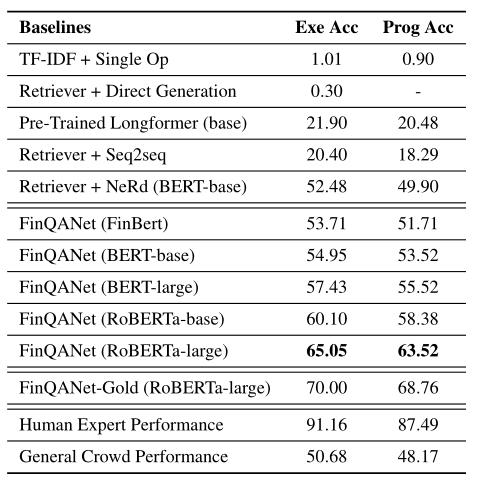 Baselines Exe Acc Prog Acc
TF-IDF + Single Op 1.01 0.90
Retriever + Direct Generation 0.30 -
Pre-Trained Longformer (base) 21.90 20.48
Retriever + Seq2seq 20.40 18.29
Retriever + NeRd (BERT-base) 52.48 49.90
FinQANet (FinBert) 53.71 51.71
FinQANet (BERT-base) 54.95 53.52
FinQANet (BERT-large) 57.43 55.52
FinQANet (RoBERTa-base) 60.10 58.38
FinQANet (RoBERTa-large) 65.05 63.52
FinQANet-Gold (RoBERTa-large) 70.00 68.76
Human Expert Performance 91.16 87.49
General Crowd Performance 50.68 48.17